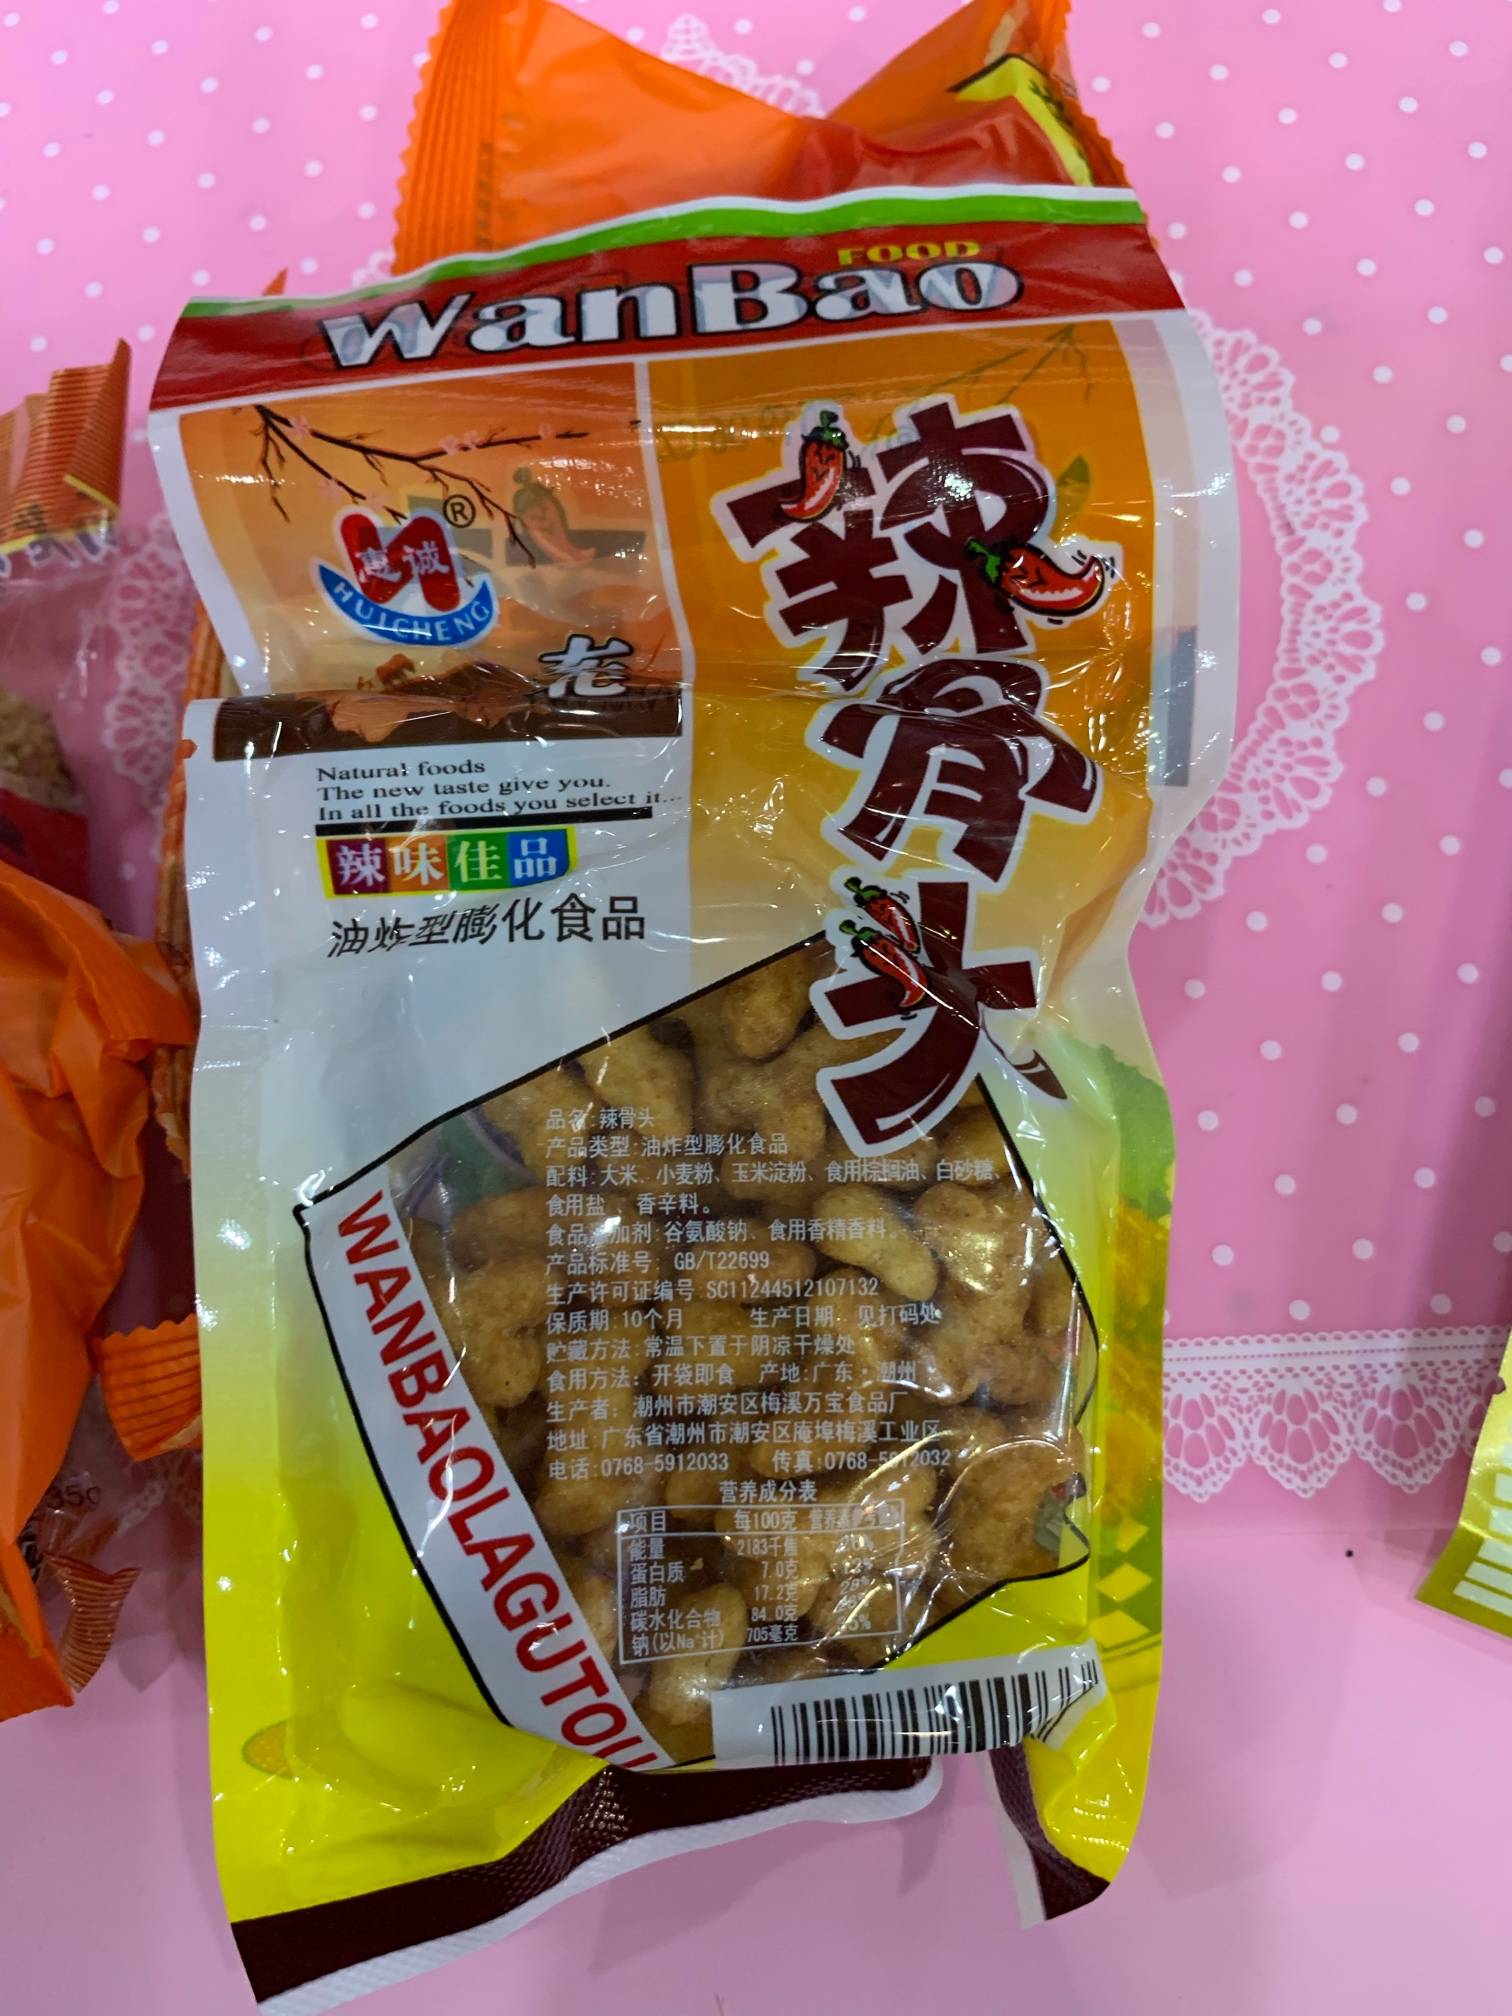 FOOD
WanBao
惠诚
®
HUICHENG
老
辣骨头
Natural foods
The new taste give you.
In all the foods you select it...
辣味佳品
油炸型膨化食品
品名:辣骨头
产品类型:油炸型膨化食品
配料:大米、小麦粉、玉米淀粉、食用棕榈油、白砂糖、
食用盐、香辛料。
食品添加剂:谷氨酸钠、食用香精香料。
产品标准号: GB/T22699
生产许可证编号 SC11244512107132
保质期:10个月 生产日期: 见打码处
贮藏方法:常温下置于阴凉干燥处
食用方法: 开袋即食 产地:广东·潮州
生产者: 潮州市潮安区梅溪万宝食品厂
地址 广东省潮州市潮安区庵埠梅溪工业区
电话:0768-5912033 传真:0768-5912032
营养成分表
项目 每100克
能量 2183千焦
蛋白质 7.0克
脂肪 17.2克
碳水化合物 84.0克
钠(以Na计) 705毫克
WANBAOLAGUTOU